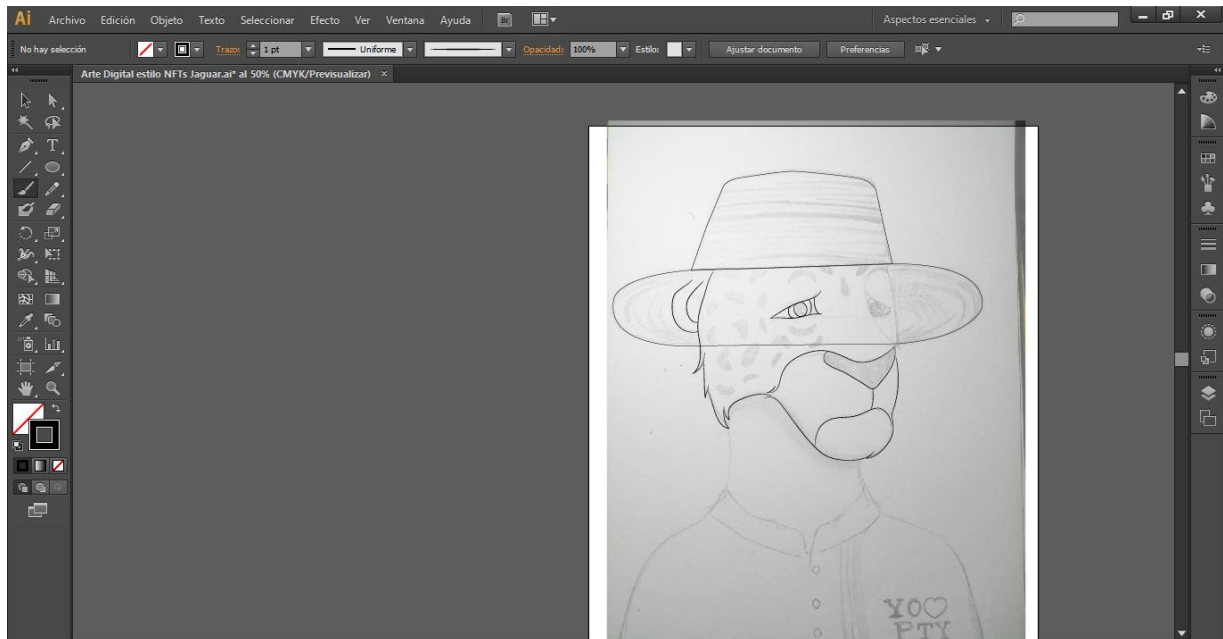 Ai Archivo Edición Objeto Texto Seleccionar Efecto Ver Ventana Ayuda Br Aspectos esenciales
No hay selección Trazo: 1 pt Uniforme Opacidad: 100% Estilo: Ajustar documento Preferencias
Arte Digital estilo NFTs Jaguar.ai* al 50% (CMYK/Previsualizar) ×
YO♡
PTY